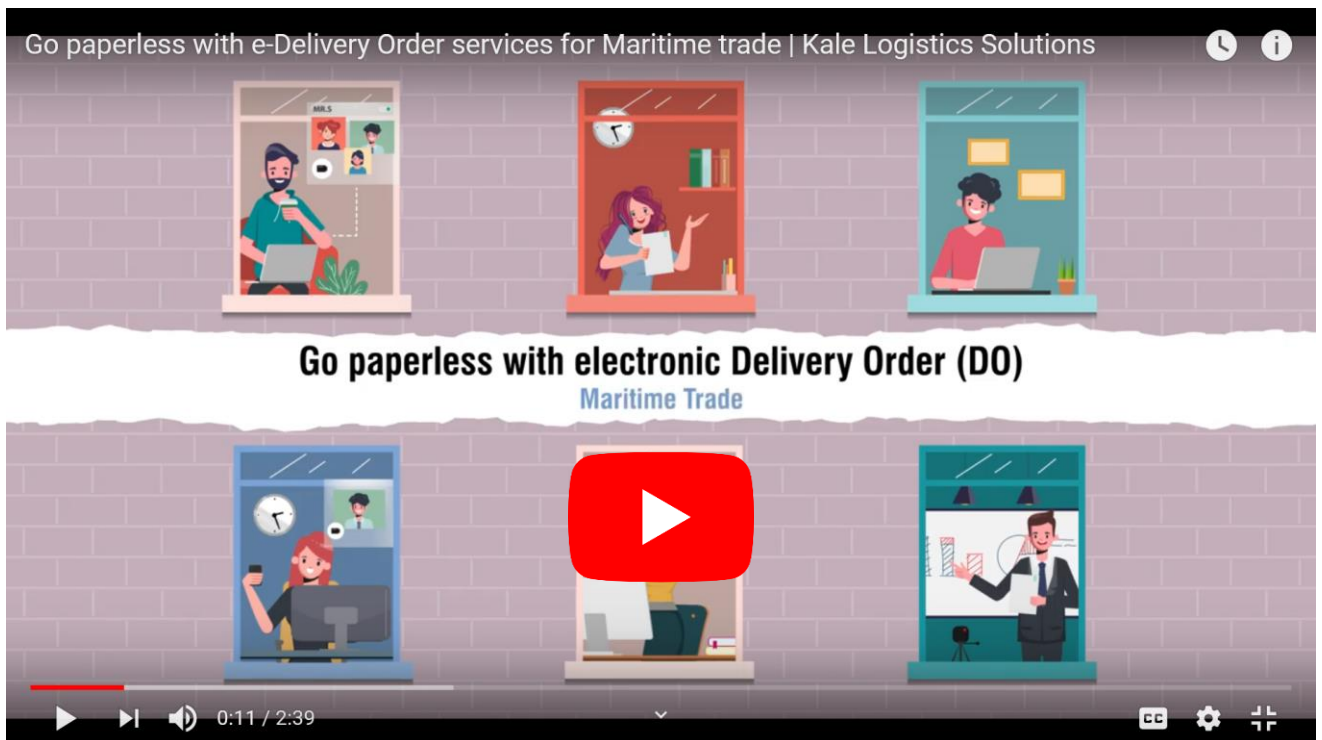 Go paperless with e-Delivery Order services for Maritime trade | Kale Logistics Solutions
MR.S
Go paperless with electronic Delivery Order (DO)
Maritime Trade
0:11 / 2:39
CC